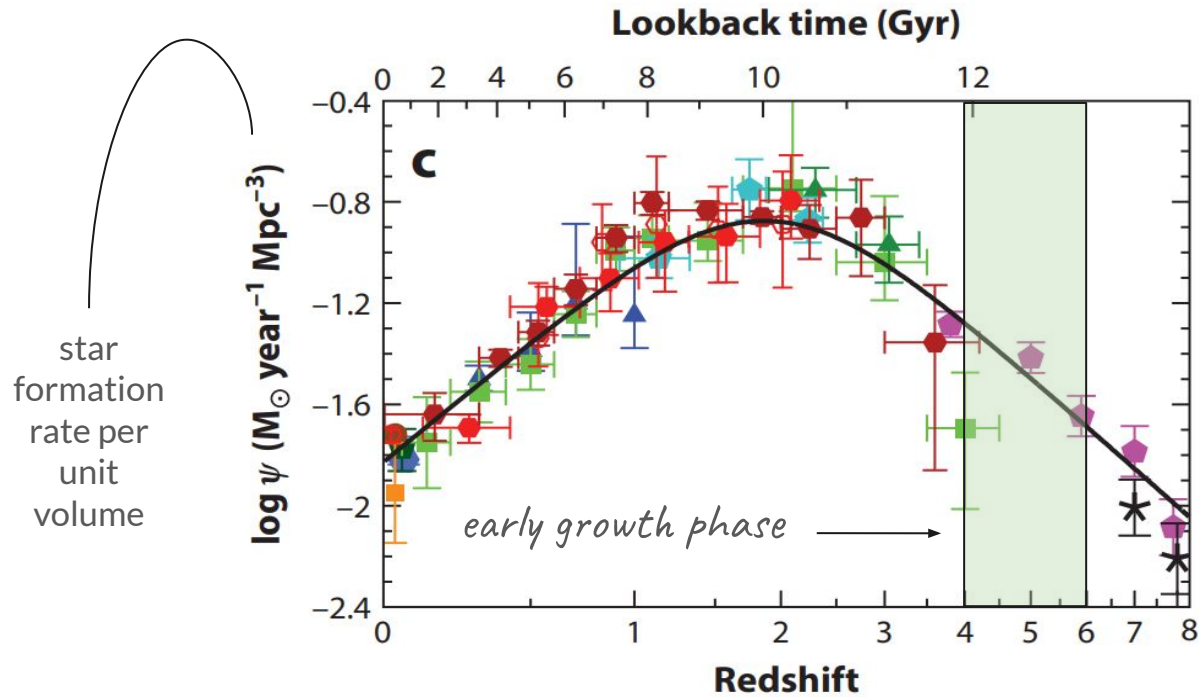 Lookback time (Gyr)
0 2 4 6 8 10 12
−0.4
−0.8
−1.2
−1.6
−2
−2.4
c
log ψ (M⊙ year−1 Mpc−3)
star
formation
rate per
unit
volume
early growth phase
0 1 2 3 4 5 6 7 8
Redshift